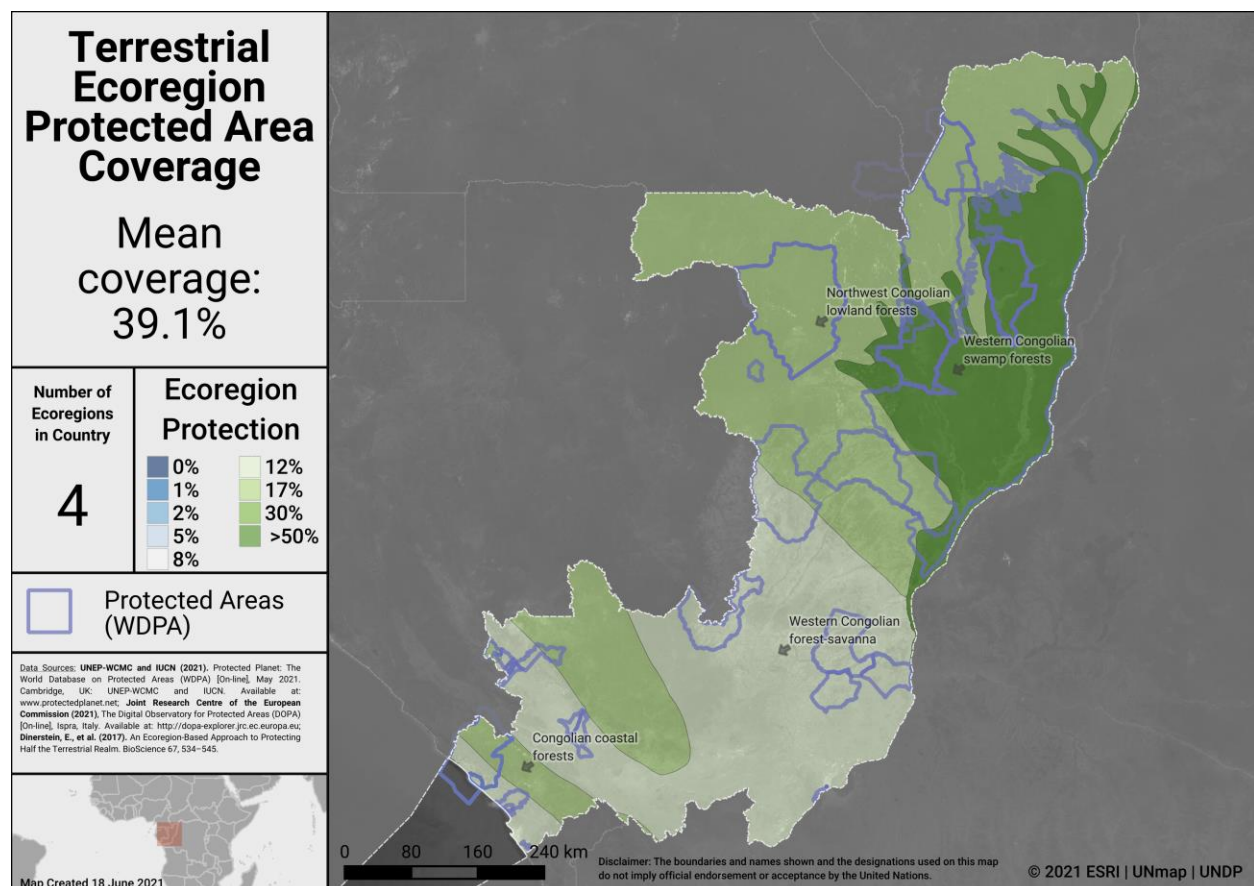 Terrestrial
Ecoregion
Protected Area
Coverage
Mean
coverage:
39.1%
Number of
Ecoregions
in Country
4
Ecoregion
Protection
0%
1%
2%
5%
8%
12%
17%
30%
>50%
Protected Areas
(WDPA)
Data Sources: UNEP-WCMC and IUCN (2021). Protected Planet: The
World Database on Protected Areas (WDPA) [On-line], May 2021.
Cambridge, UK: UNEP-WCMC and IUCN. Available at:
www.protectedplanet.net; Joint Research Centre of the European
Commission (2021), The Digital Observatory for Protected Areas (DOPA)
[On-line], Ispra, Italy. Available at: http://dopa-explorer.jrc.ec.europa.eu;
Dinerstein, E., et al. (2017). An Ecoregion-Based Approach to Protecting
Half the Terrestrial Realm. BioScience 67, 534–545.
Map Created 18 June 2021
Northwest Congolian
lowland forests
Western Congolian
swamp forests
Western Congolian
forest-savanna
Congolian coastal
forests
0 80 160 240 km
Disclaimer: The boundaries and names shown and the designations used on this map
do not imply official endorsement or acceptance by the United Nations.
© 2021 ESRI | UNmap | UNDP